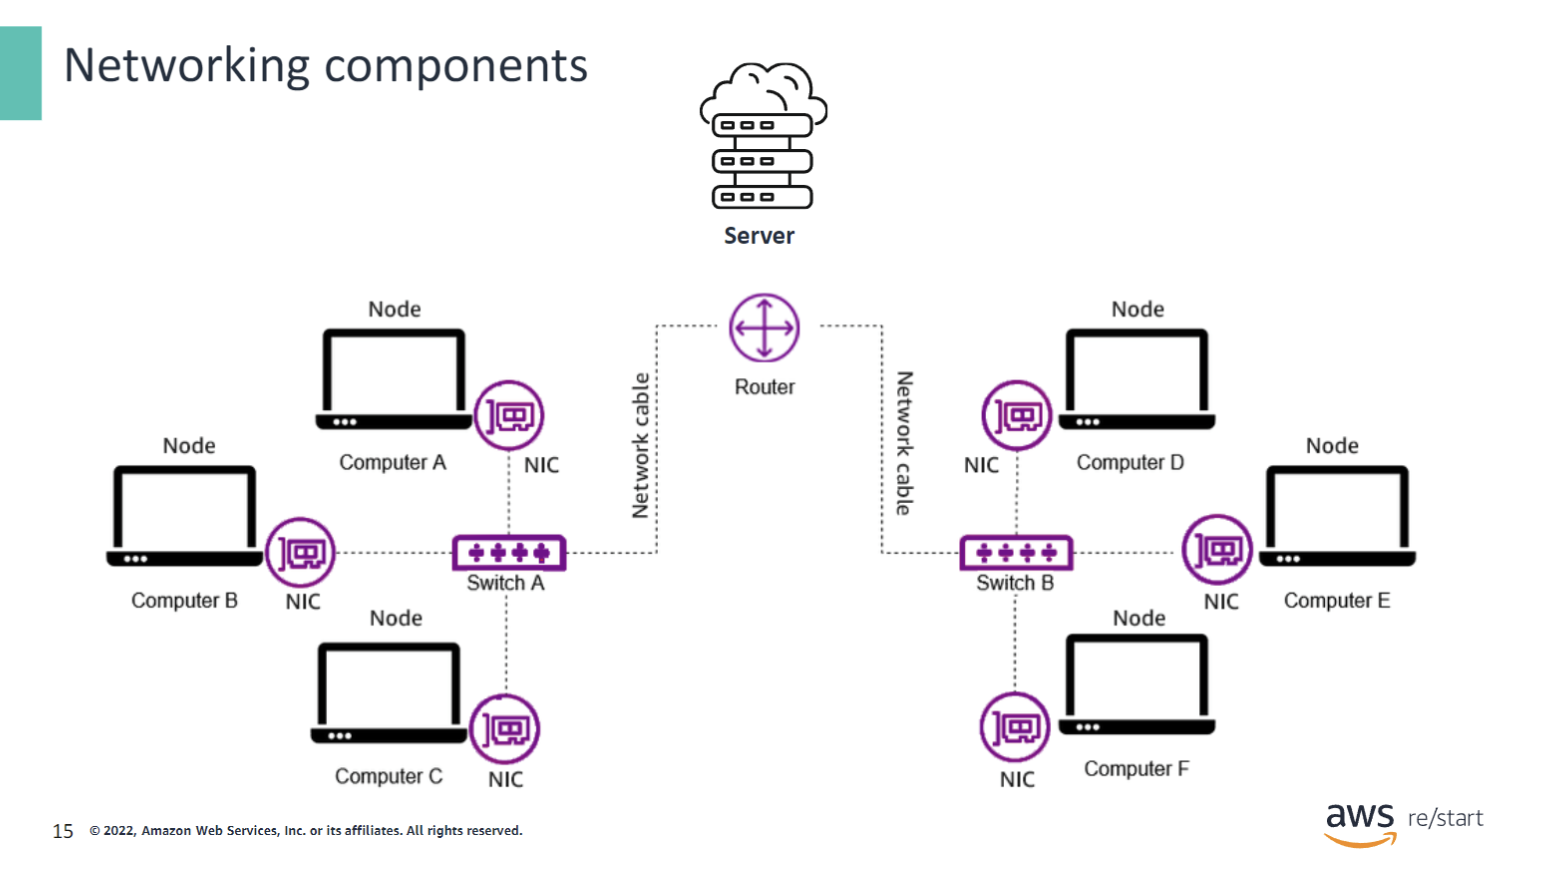 Networking components
Server
Node
Node
Router
Network cable
Network cable
Computer A
NIC
NIC
Computer D
Node
Node
Switch A
Switch B
Computer B
NIC
NIC
Computer E
Node
Node
Computer C
NIC
NIC
Computer F
15
© 2022, Amazon Web Services, Inc. or its affiliates. All rights reserved.
aws re/start